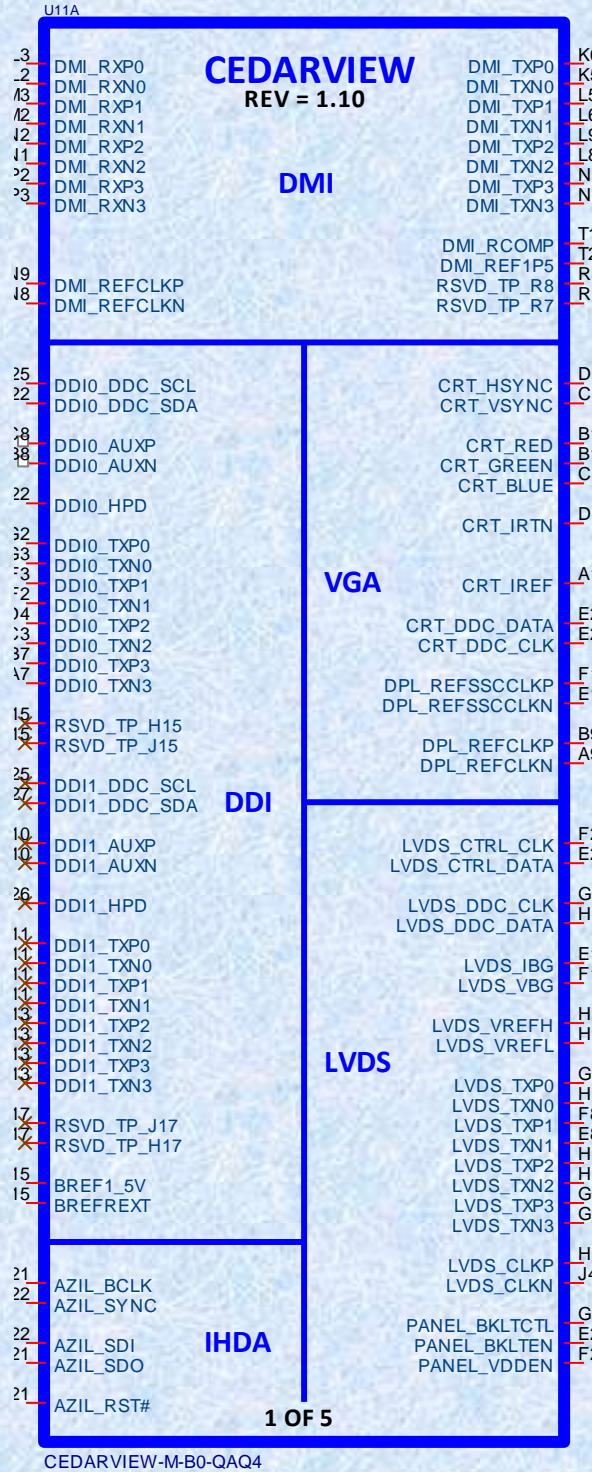 U11A
CEDARVIEW
REV = 1.10
DMI
DMI_RXP0
DMI_RXN0
DMI_RXP1
DMI_RXN1
DMI_RXP2
DMI_RXN2
DMI_RXP3
DMI_RXN3
DMI_REFCLKP
DMI_REFCLKN
DMI_TXP0
DMI_TXN0
DMI_TXP1
DMI_TXN1
DMI_TXP2
DMI_TXN2
DMI_TXP3
DMI_TXN3
DMI_RCOMP
DMI_REF1P5
RSVD_TP_R8
RSVD_TP_R7
DDI0_DDC_SCL
DDI0_DDC_SDA
DDI0_AUXP
DDI0_AUXN
DDI0_HPD
DDI0_TXP0
DDI0_TXN0
DDI0_TXP1
DDI0_TXN1
DDI0_TXP2
DDI0_TXN2
DDI0_TXP3
DDI0_TXN3
RSVD_TP_H15
RSVD_TP_J15
DDI1_DDC_SCL
DDI1_DDC_SDA
DDI
DDI1_AUXP
DDI1_AUXN
DDI1_HPD
DDI1_TXP0
DDI1_TXN0
DDI1_TXP1
DDI1_TXN1
DDI1_TXP2
DDI1_TXN2
DDI1_TXP3
DDI1_TXN3
RSVD_TP_J17
RSVD_TP_H17
BREF1_5V
BREFREXT
CRT_HSYNC
CRT_VSYNC
CRT_RED
CRT_GREEN
CRT_BLUE
CRT_IRTN
VGA
CRT_IREF
CRT_DDC_DATA
CRT_DDC_CLK
DPL_REFSSCCLKP
DPL_REFSSCCLKN
DPL_REFCLKP
DPL_REFCLKN
B9
A9
LVDS_CTRL_CLK
LVDS_CTRL_DATA
LVDS_DDC_CLK
LVDS_DDC_DATA
LVDS_IBG
LVDS_VBG
LVDS_VREFH
LVDS_VREFL
LVDS
LVDS_TXP0
LVDS_TXN0
LVDS_TXP1
LVDS_TXN1
LVDS_TXP2
LVDS_TXN2
LVDS_TXP3
LVDS_TXN3
LVDS_CLKP
LVDS_CLKN
PANEL_BKLTCTL
PANEL_BKLTEN
PANEL_VDDEN
AZIL_BCLK
AZIL_SYNC
IHDA
AZIL_SDI
AZIL_SDO
AZIL_RST#
1 OF 5
CEDARVIEW-M-B0-QAQ4